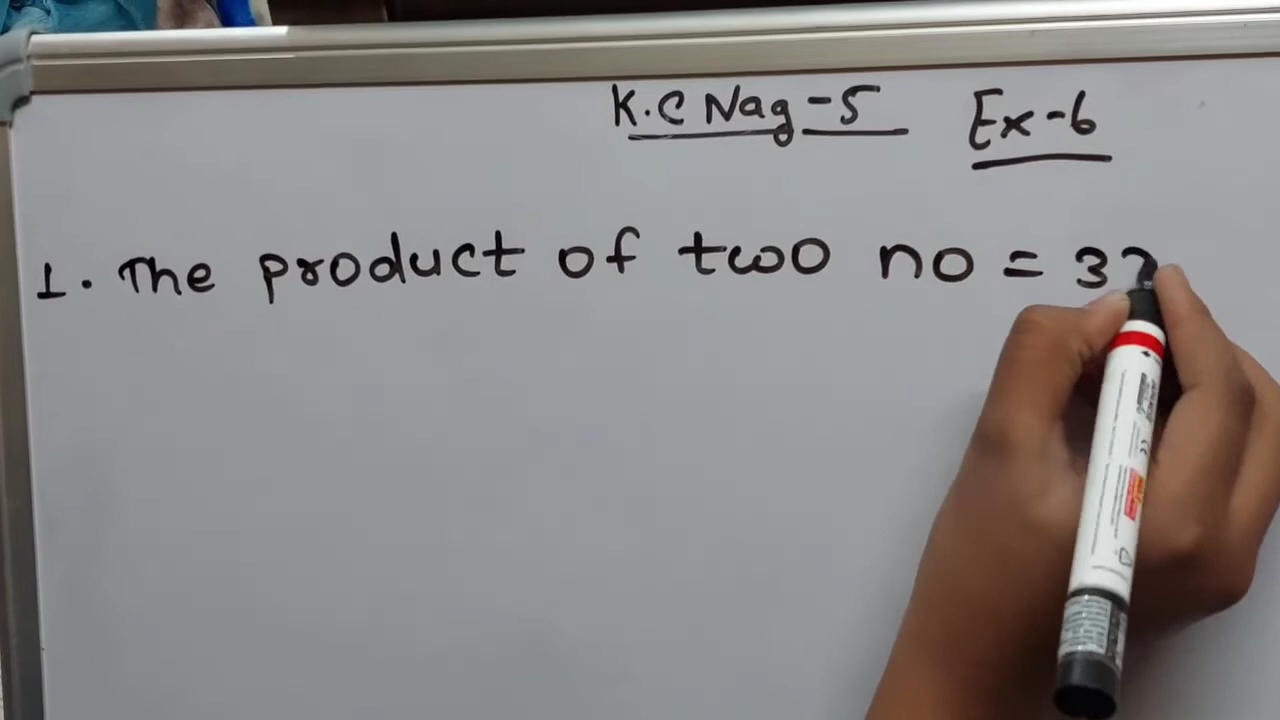 K.C Nag-5 Ex-6
1. The product of two no = 3